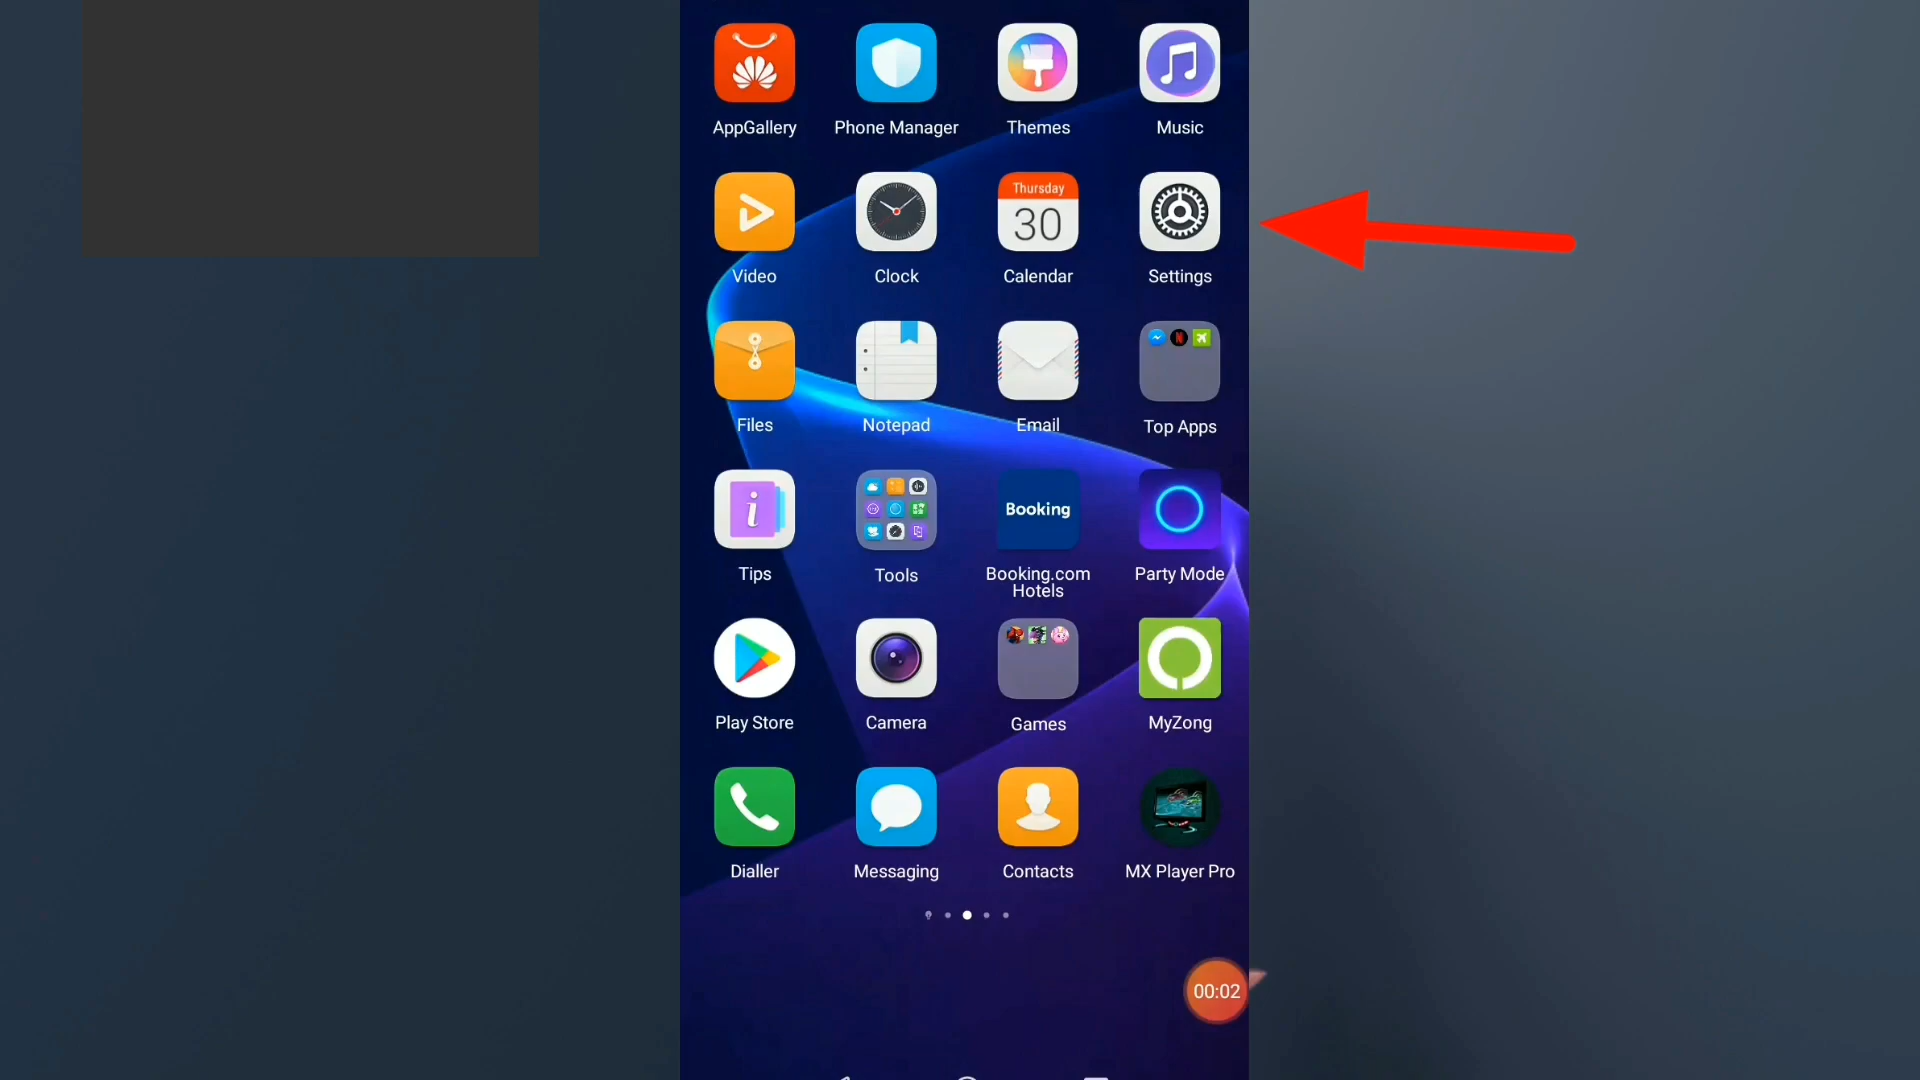 AppGallery
Phone Manager
Themes
Music
Thursday
30
Video
Clock
Calendar
Settings
Files
Notepad
Email
Top Apps
Booking
Tips
Tools
Booking.com
Hotels
Party Mode
Play Store
Camera
Games
MyZong
Dialler
Messaging
Contacts
MX Player Pro
00:02